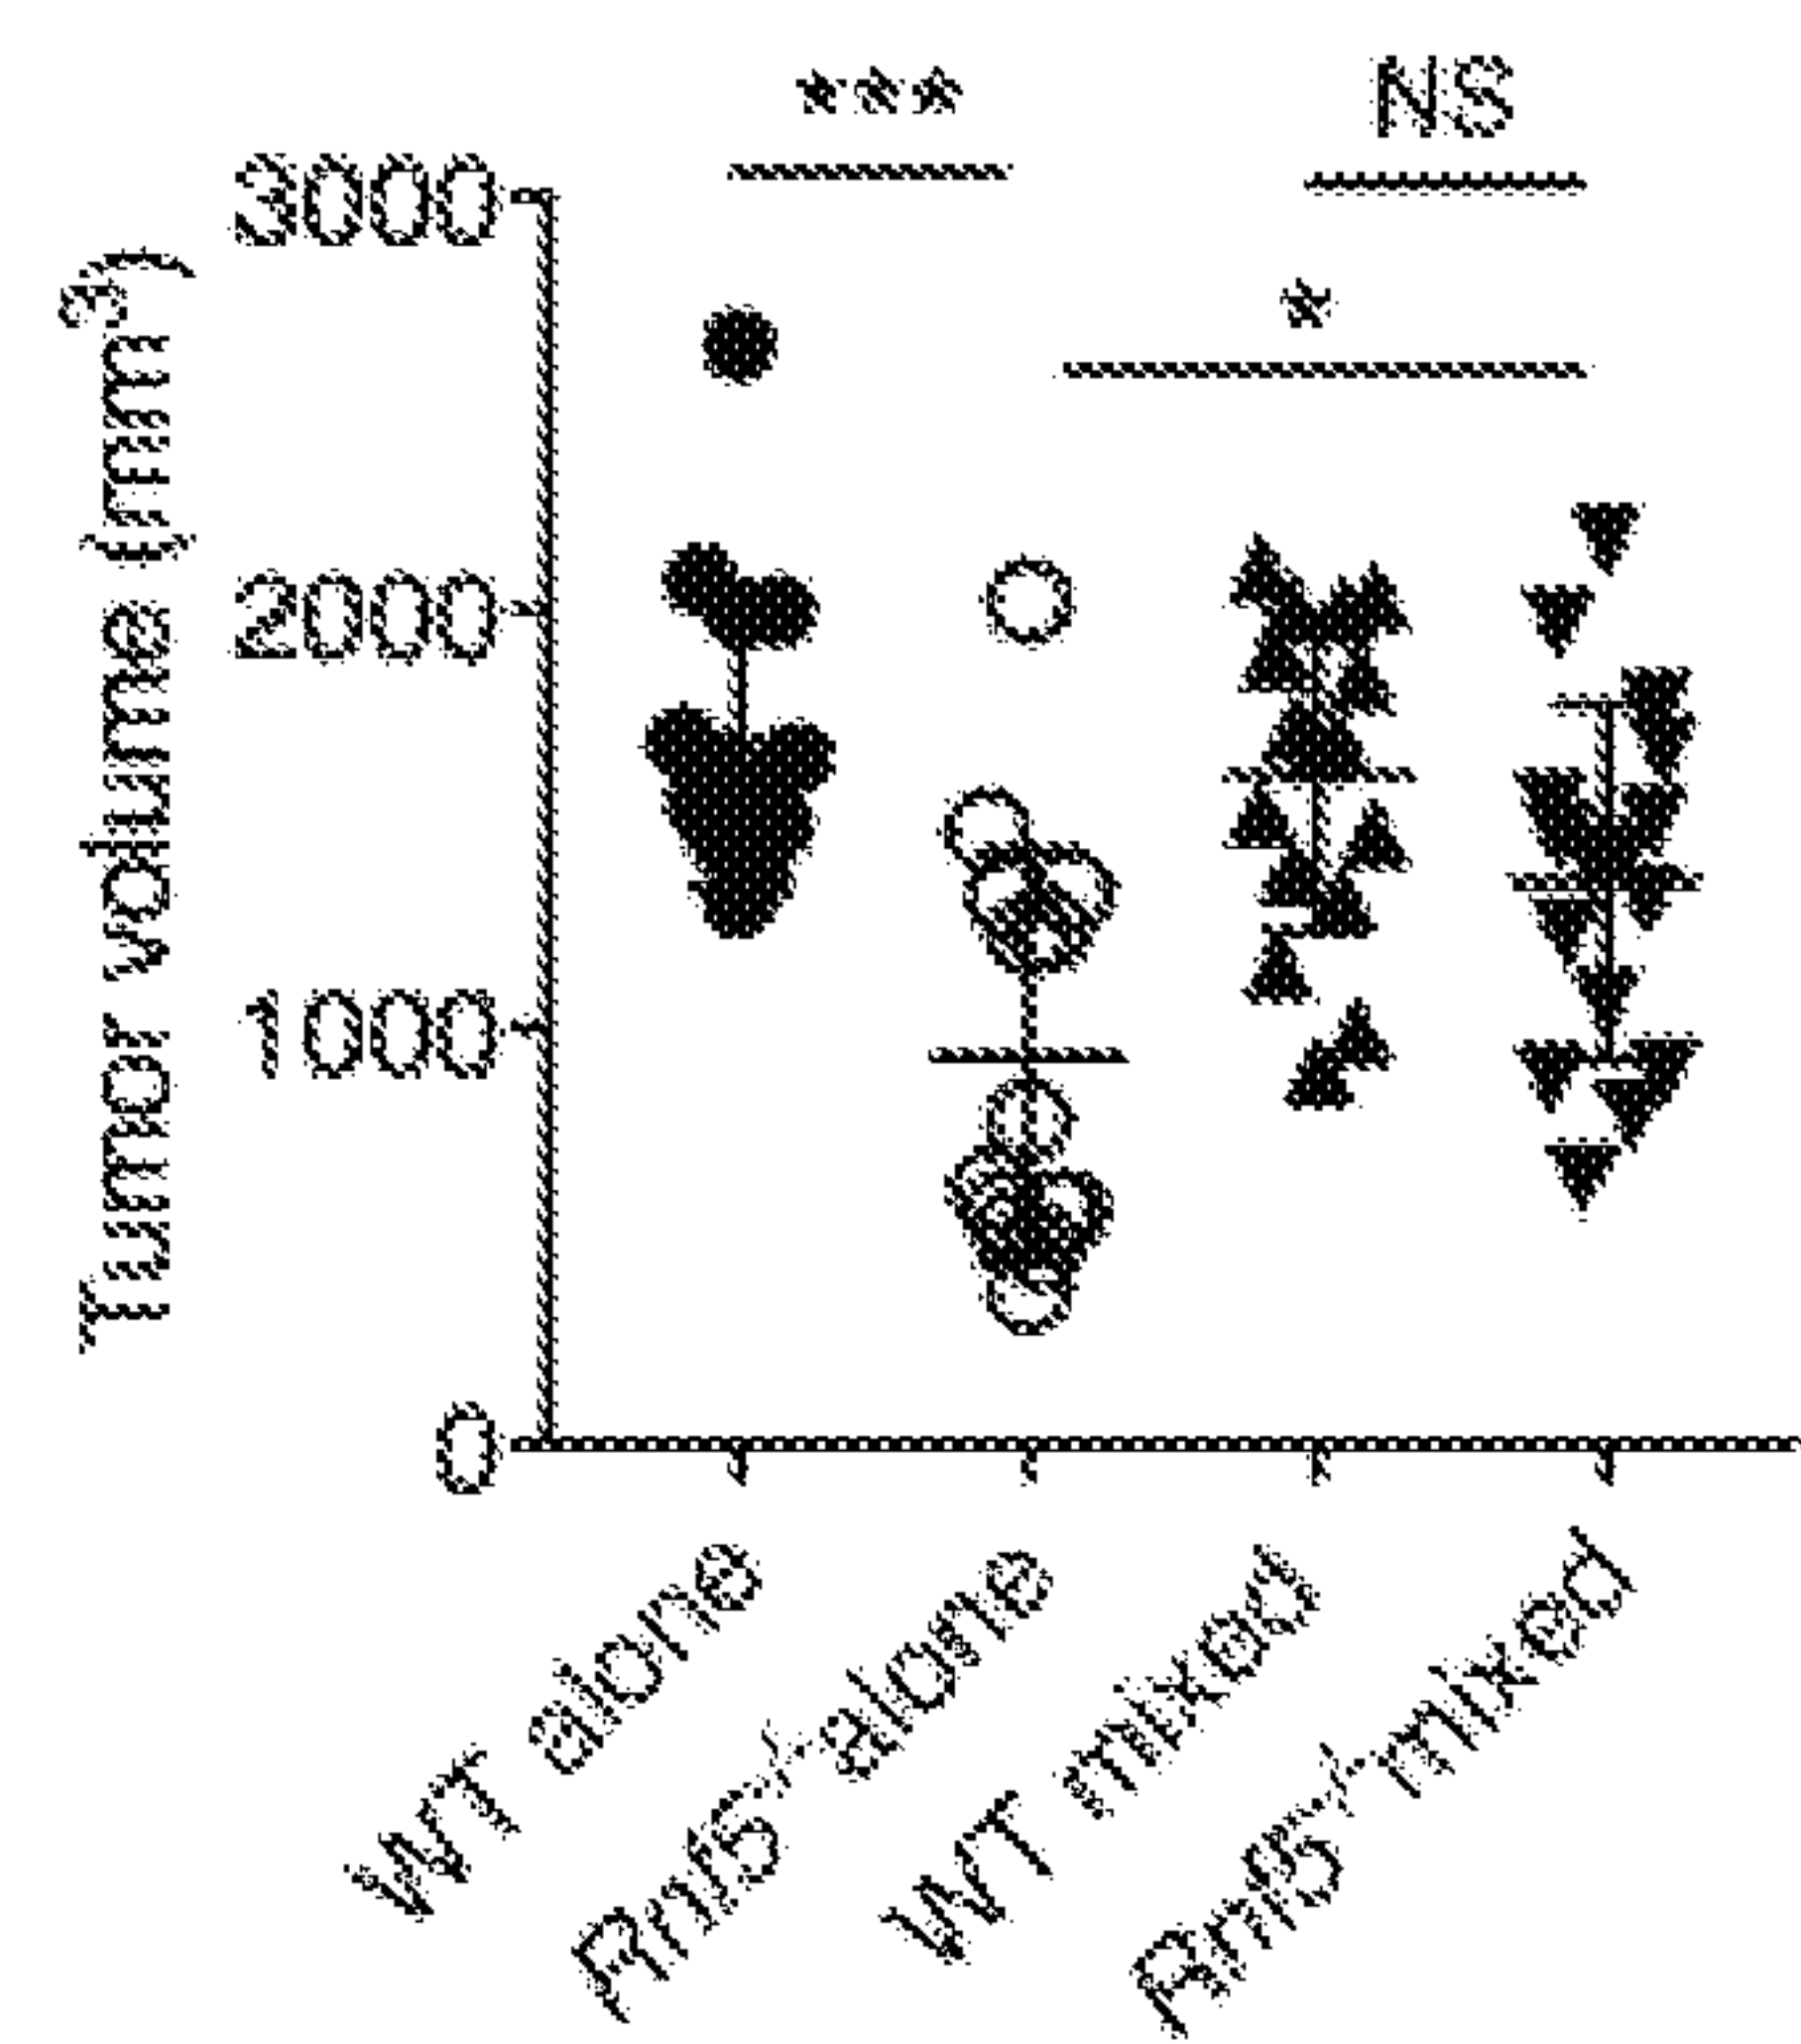 *** NS
*
Tumor volume (mm³)
3000
2000
1000
0
WT alone
Rnf5⁻/⁻ alone
WT mixed
Rnf5⁻/⁻ mixed